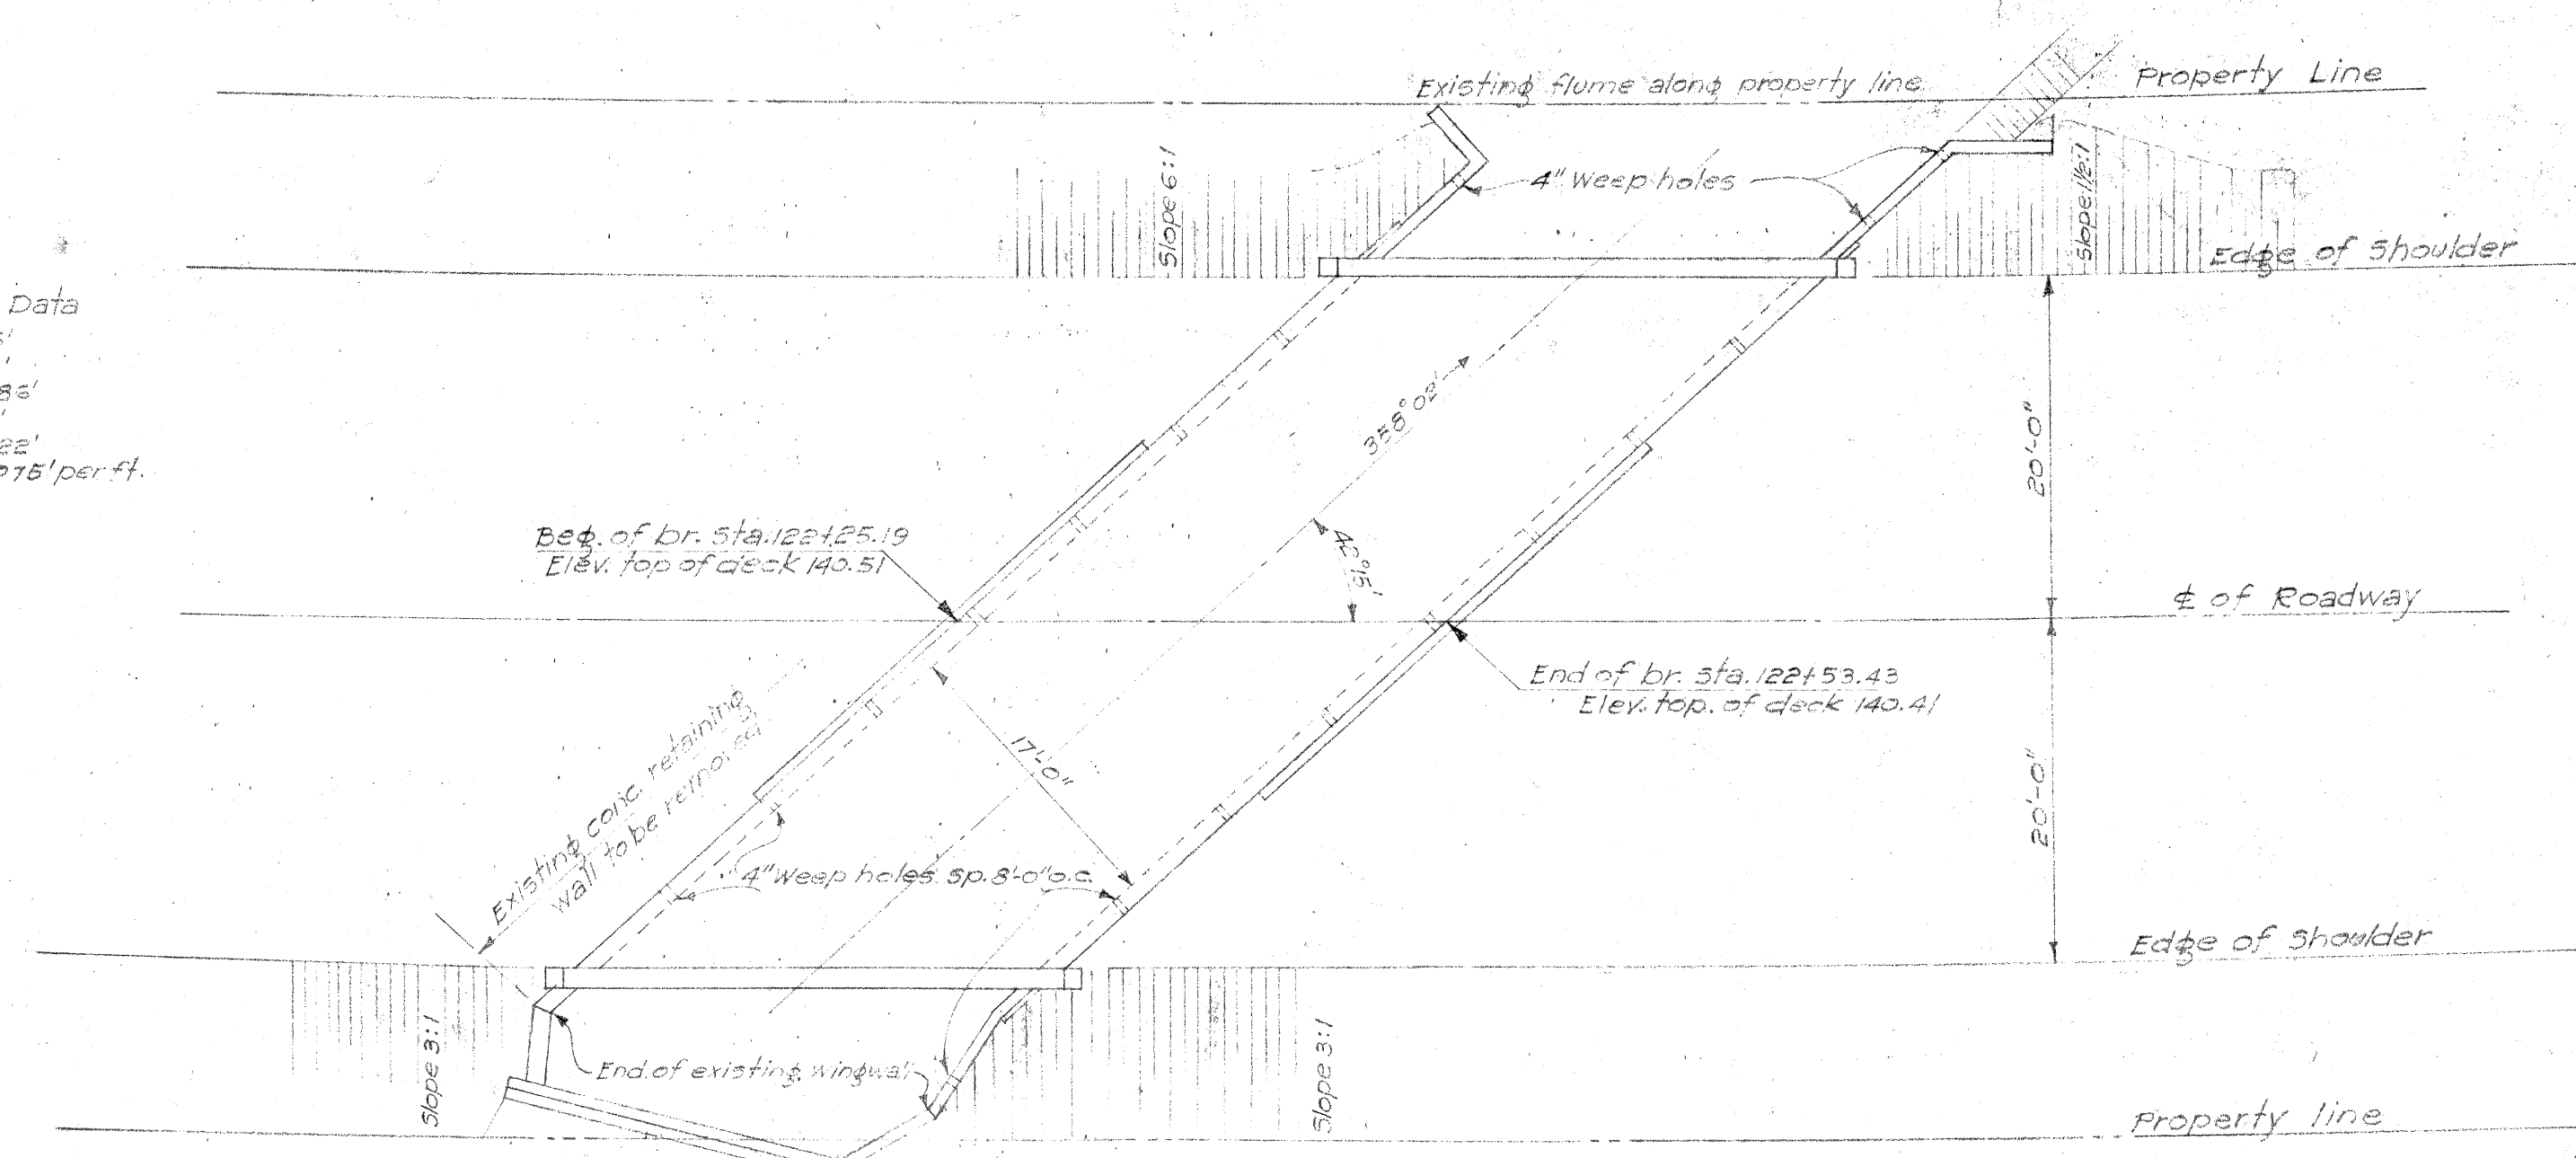 Existing flume along property line
Property Line
Slope 6:1
4" Weep holes
Slope 1½:1
Edge of Shoulder
Data
86'
22'
075' per ft.
358°02'
20'-0"
Beg. of br. Sta. 122+25.19
Elev. top of deck 140.51
42°15'
℄ of Roadway
End of br. Sta. 122+53.43
Elev. top. of deck 140.41
Existing conc. retaining
wall to be removed
17'-0"
20'-0"
4" Weep holes sp. 8'-0" o.c.
Edge of Shoulder
Slope 3:1
End of existing wingwall
Slope 3:1
Property line